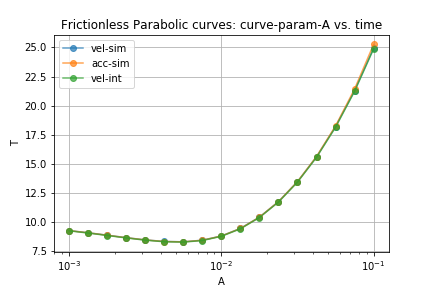 Frictionless Parabolic curves: curve-param-A vs. time
vel-sim
acc-sim
vel-int
25.0
22.5
20.0
17.5
15.0
12.5
10.0
7.5
T
10⁻³
10⁻²
10⁻¹
A